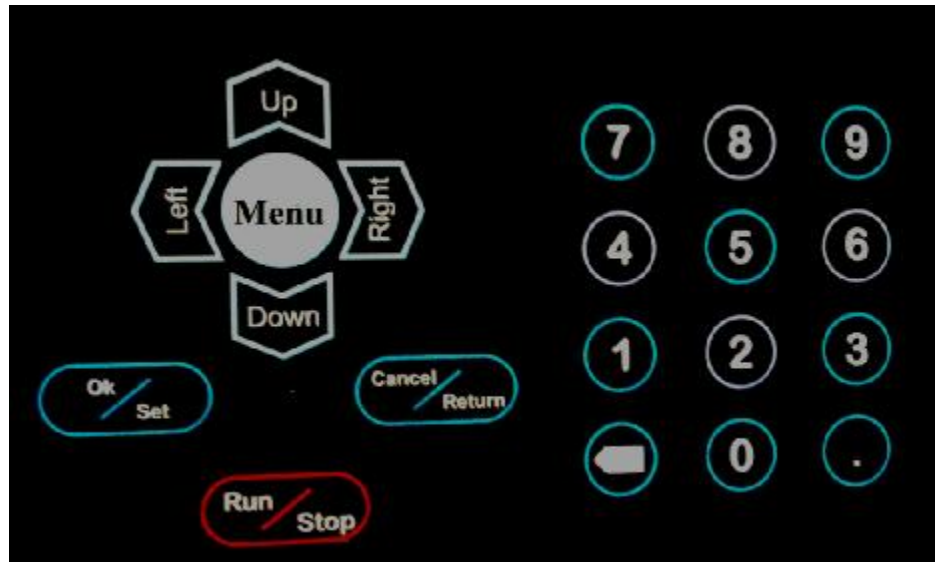 Up
Left
Menu
Right
Down
Ok
Set
Cancel
Return
Run
Stop
7 8 9
4 5 6
1 2 3
0 .